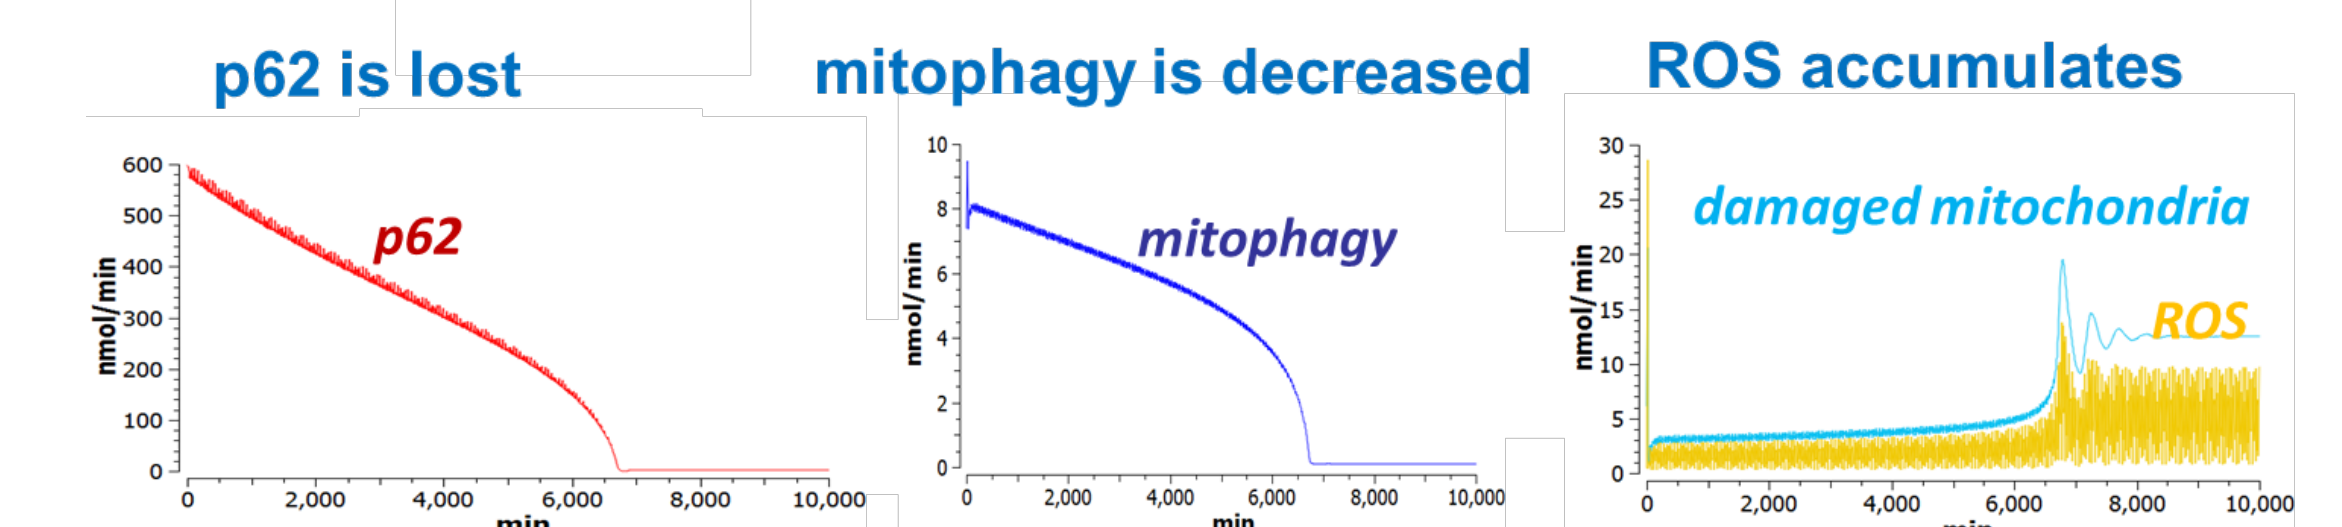 p62 is lost
mitophagy is decreased
ROS accumulates
600
500
400
300
200
100
0
nmol/min
p62
0
2,000
4,000
6,000
8,000
10,000
min
10
8
6
4
2
0
nmol/min
mitophagy
0
2,000
4,000
6,000
8,000
10,000
min
30
25
20
15
10
5
0
nmol/min
damaged mitochondria
ROS
0
2,000
4,000
6,000
8,000
10,000
min